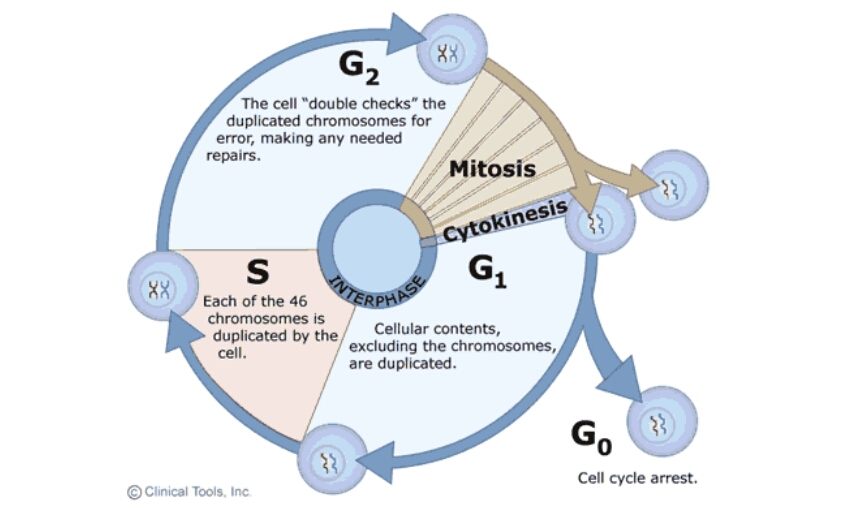 G2
The cell "double checks" the
duplicated chromosomes for
error, making any needed
repairs.
Mitosis
Cytokinesis
S
Each of the 46
chromosomes is
duplicated by the
cell.
INTERPHASE
G1
Cellular contents,
excluding the chromosomes,
are duplicated.
G0
Cell cycle arrest.
© Clinical Tools, Inc.